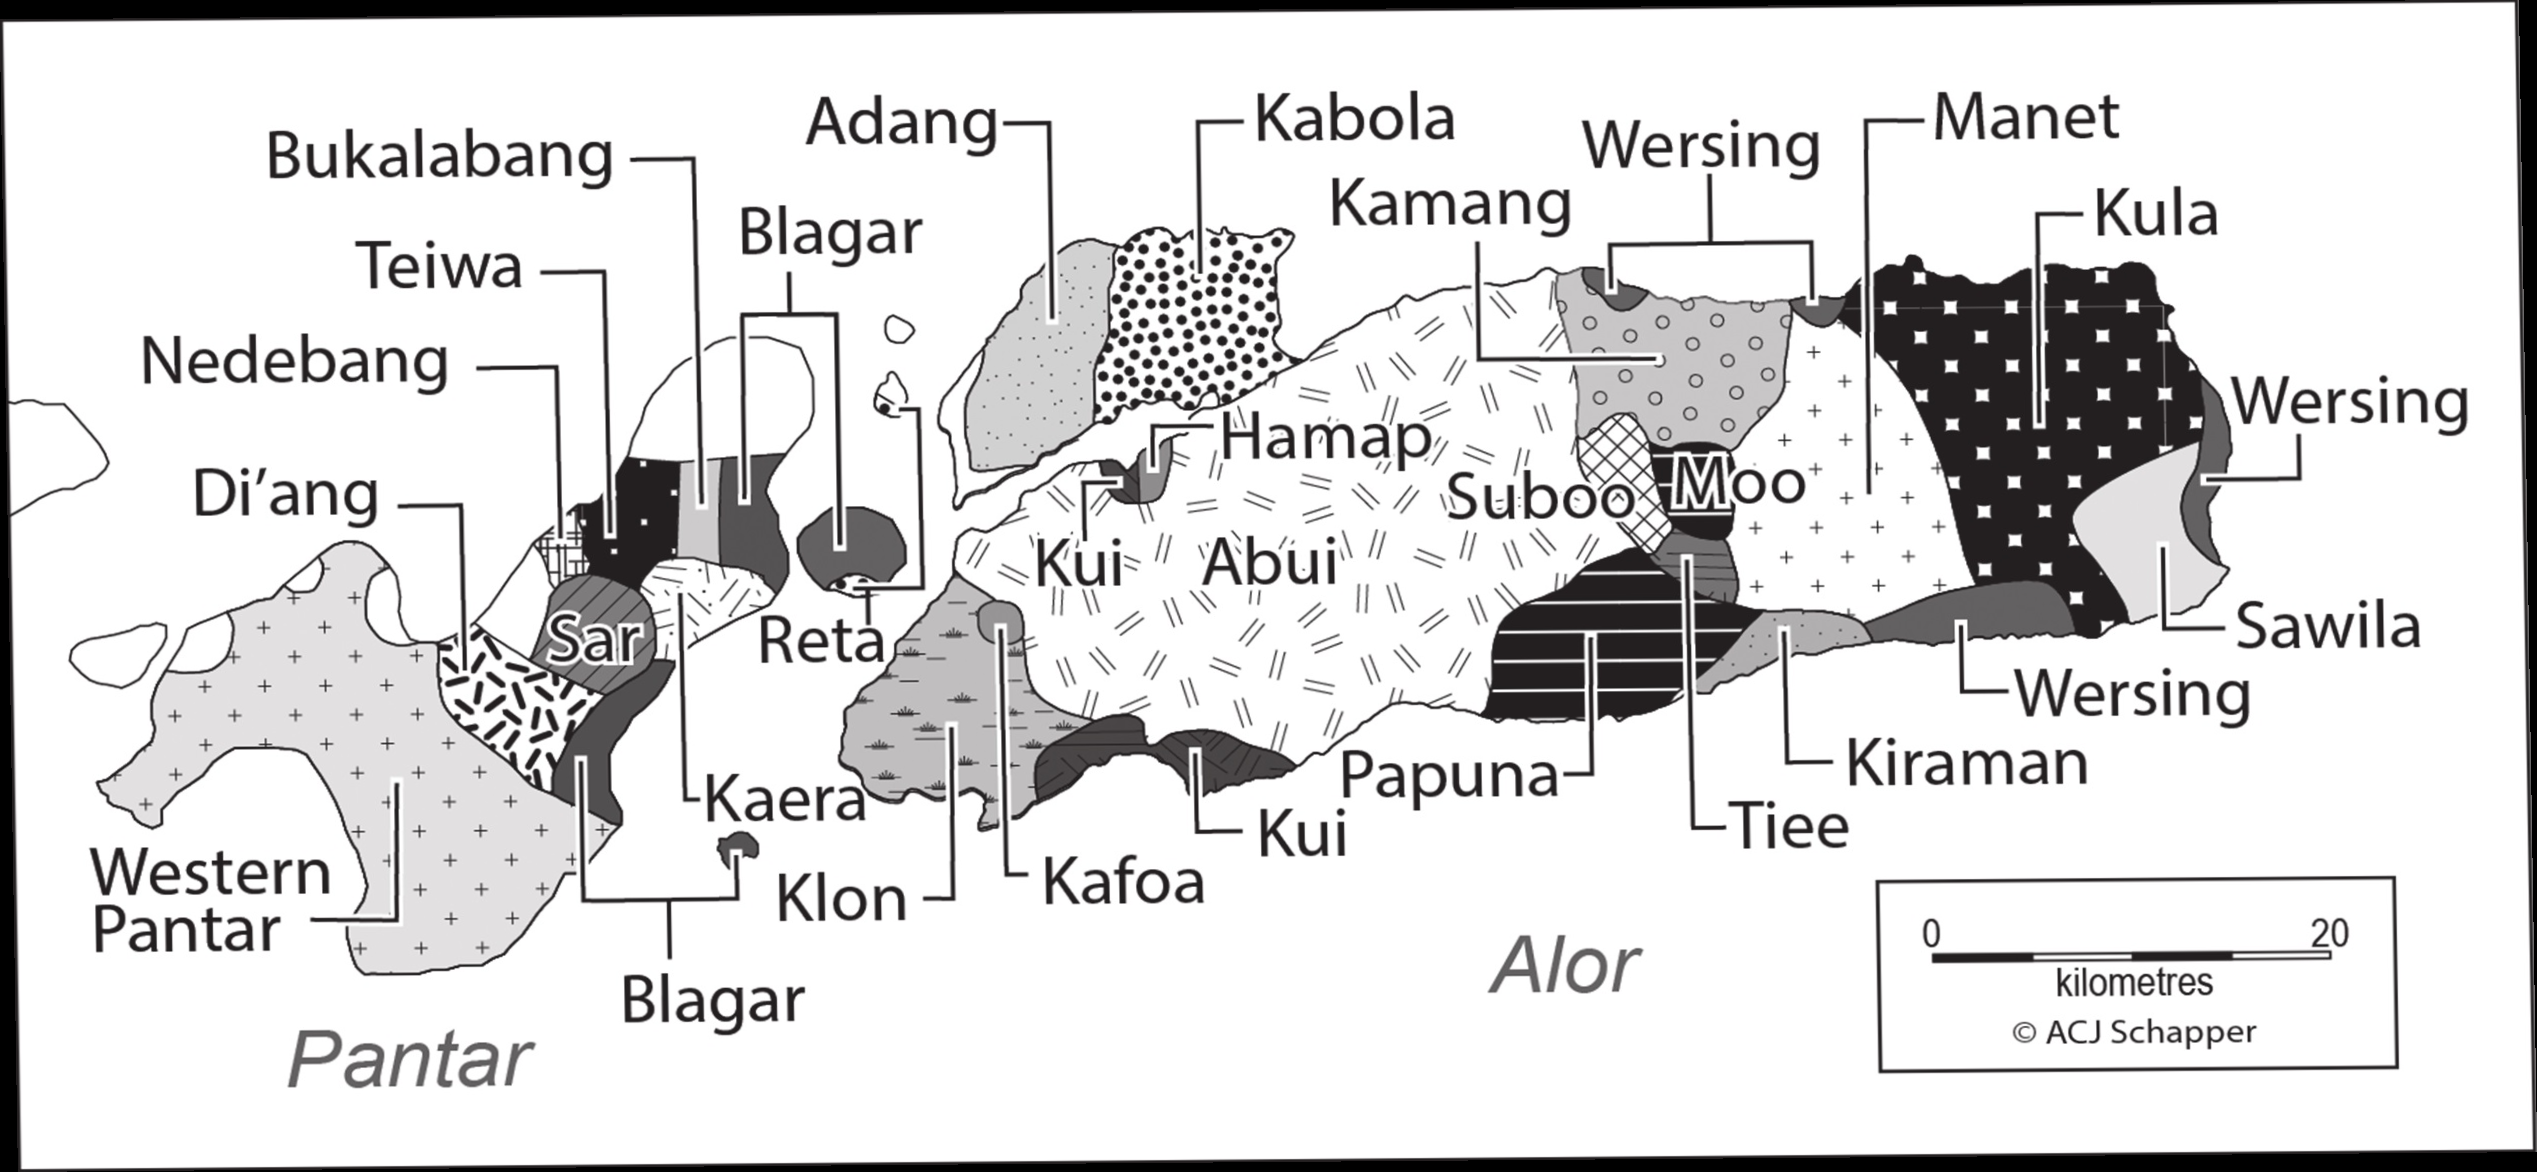 Adang
Kabola
Manet
Bukalabang
Wersing
Kamang
Blagar
Kula
Teiwa
Nedebang
Wersing
Hamap
Di’ang
Suboo
Moo
Kui
Abui
Sar
Reta
Sawila
Wersing
Kaera
Papuna
Kiraman
Kui
Tiee
Western
Pantar
Klon
Kafoa
Blagar
Alor
Pantar
0 20
kilometres
© ACJ Schapper